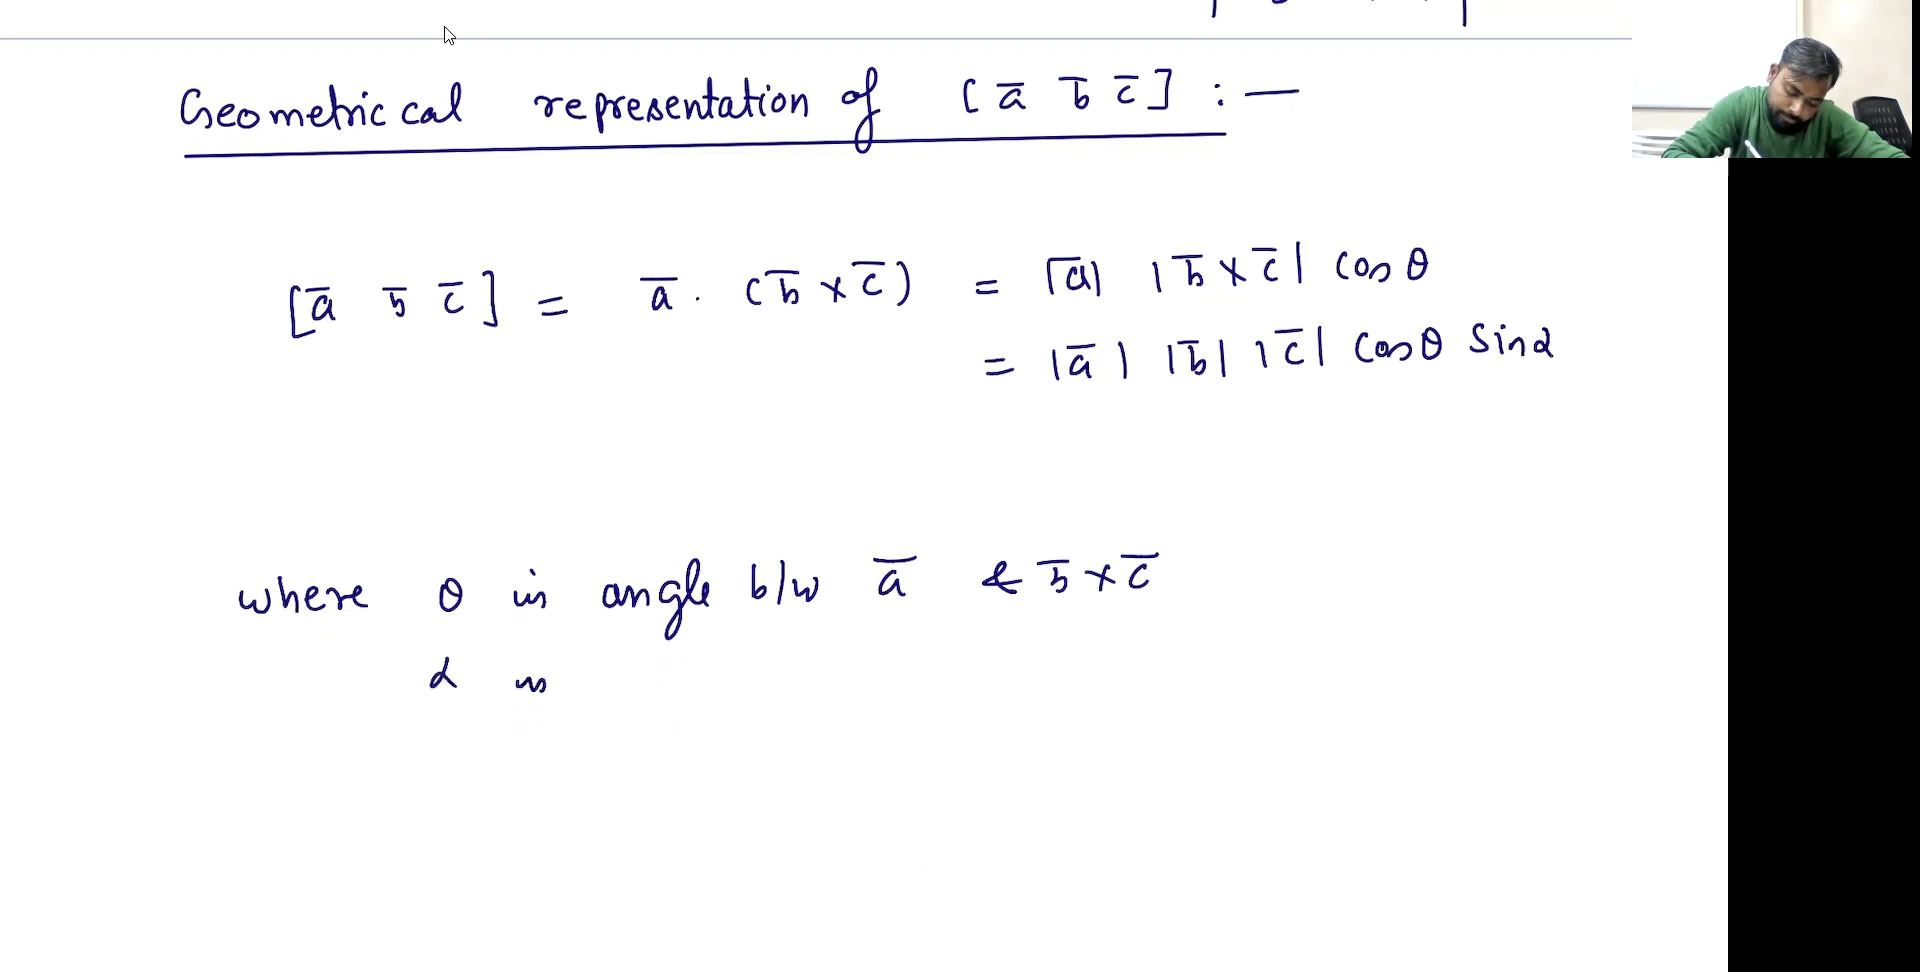 Geometrical representation of [ a̅ b̅ c̅ ] : —
[ a̅ b̅ c̅ ] = a̅ . ( b̅ × c̅ ) = |a̅| | b̅ × c̅ | cos θ
= | a̅ | | b̅ | | c̅ | cos θ Sin α
where θ is angle b/w a̅ & b̅ × c̅
α is